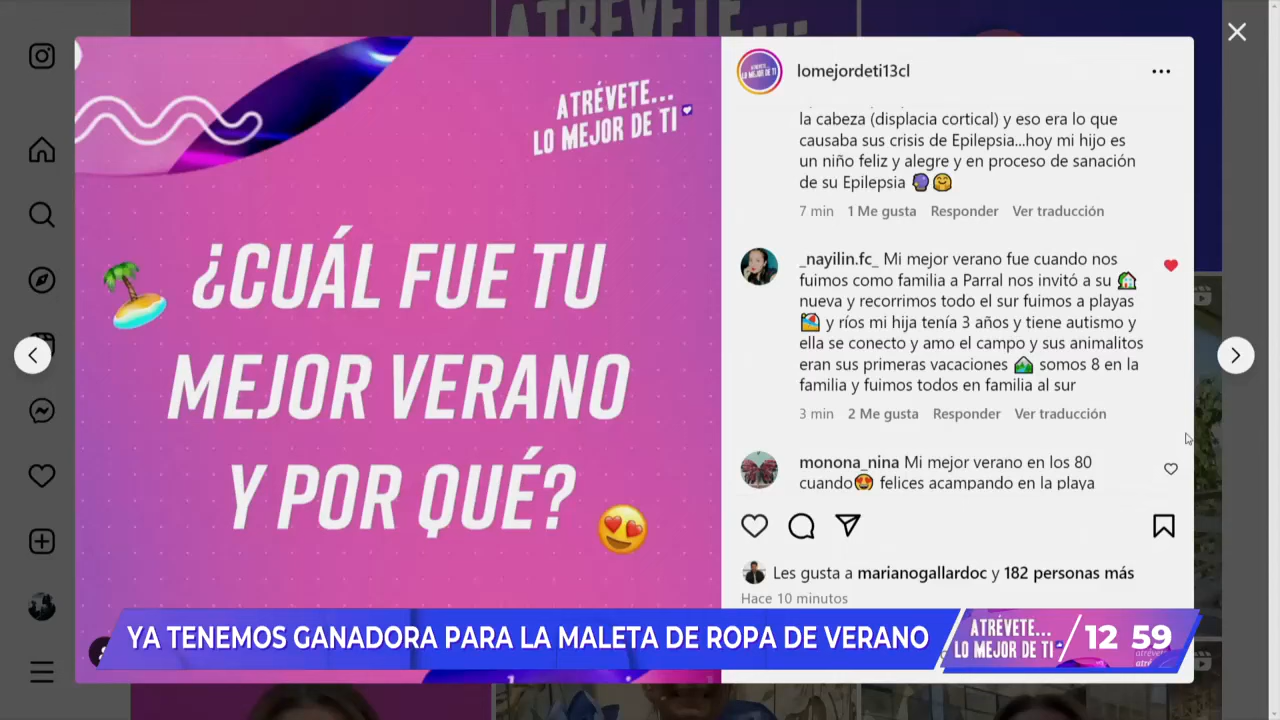 ATRÉVETE...
ATRÉVETE...
LO MEJOR DE TI
¿CUÁL FUE TU
MEJOR VERANO
Y POR QUÉ?
lomejordeti13cl
la cabeza (displacia cortical) y eso era lo que
causaba sus crisis de Epilepsia...hoy mi hijo es
un niño feliz y alegre y en proceso de sanación
de su Epilepsia
7 min 1 Me gusta Responder Ver traducción
_nayilin.fc_ Mi mejor verano fue cuando nos
fuimos como familia a Parral nos invitó a su
nueva y recorrimos todo el sur fuimos a playas
y ríos mi hija tenía 3 años y tiene autismo y
ella se conecto y amo el campo y sus animalitos
eran sus primeras vacaciones somos 8 en la
familia y fuimos todos en familia al sur
3 min 2 Me gusta Responder Ver traducción
monona_nina Mi mejor verano en los 80
cuando felices acampando en la playa
Les gusta a marianogallardoc y 182 personas más
Hace 10 minutos
YA TENEMOS GANADORA PARA LA MALETA DE ROPA DE VERANO
ATRÉVETE...
LO MEJOR DE TI
12 59